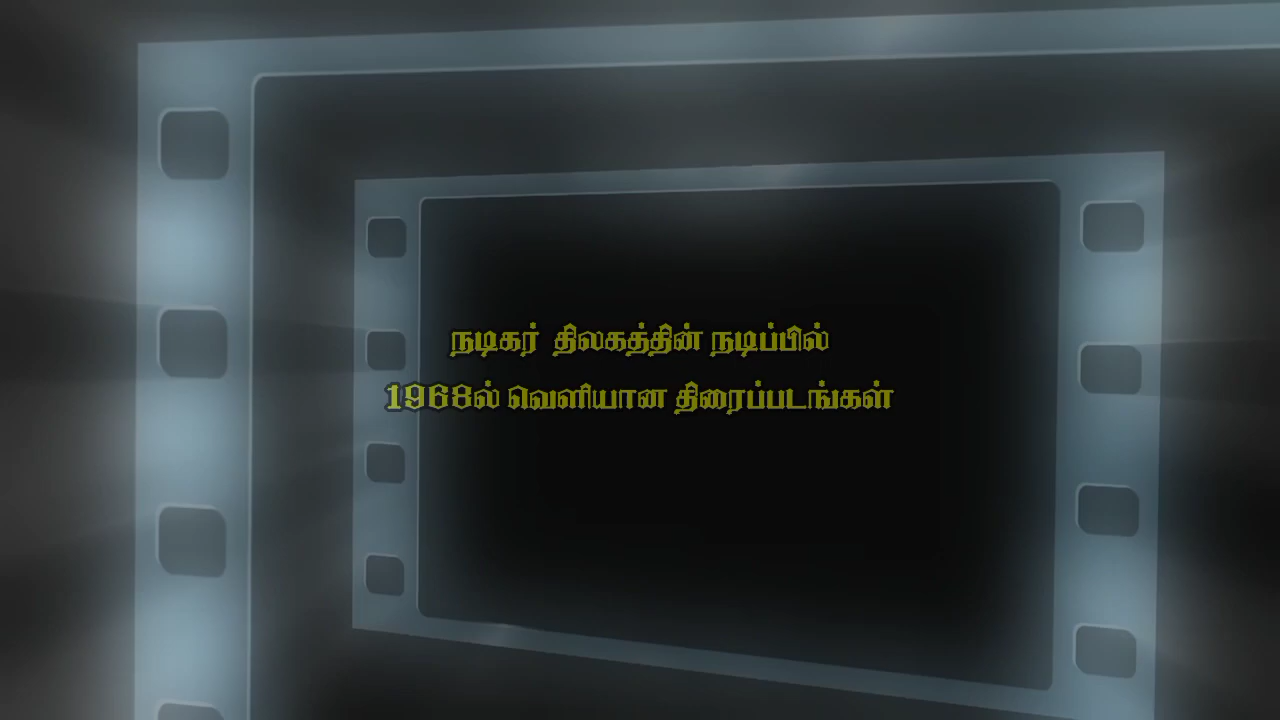 நடிகர் திலகத்தின் நடிப்பில்
1968ல் வெளியான திரைப்படங்கள்